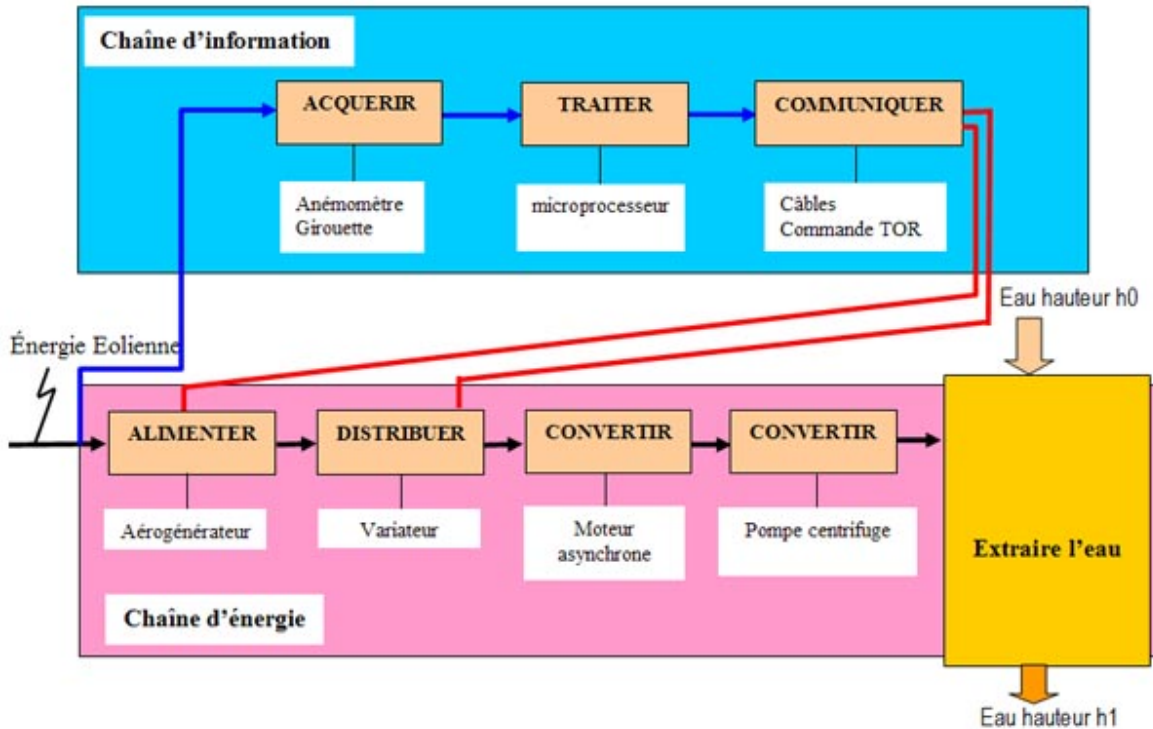 Chaîne d'information
ACQUERIR
TRAITER
COMMUNIQUER
Anémomètre
Girouette
microprocesseur
Câbles
Commande TOR
Eau hauteur h0
Énergie Eolienne
ALIMENTER
DISTRIBUER
CONVERTIR
CONVERTIR
Aérogénérateur
Variateur
Moteur
asynchrone
Pompe centrifuge
Extraire l'eau
Chaîne d'énergie
Eau hauteur h1